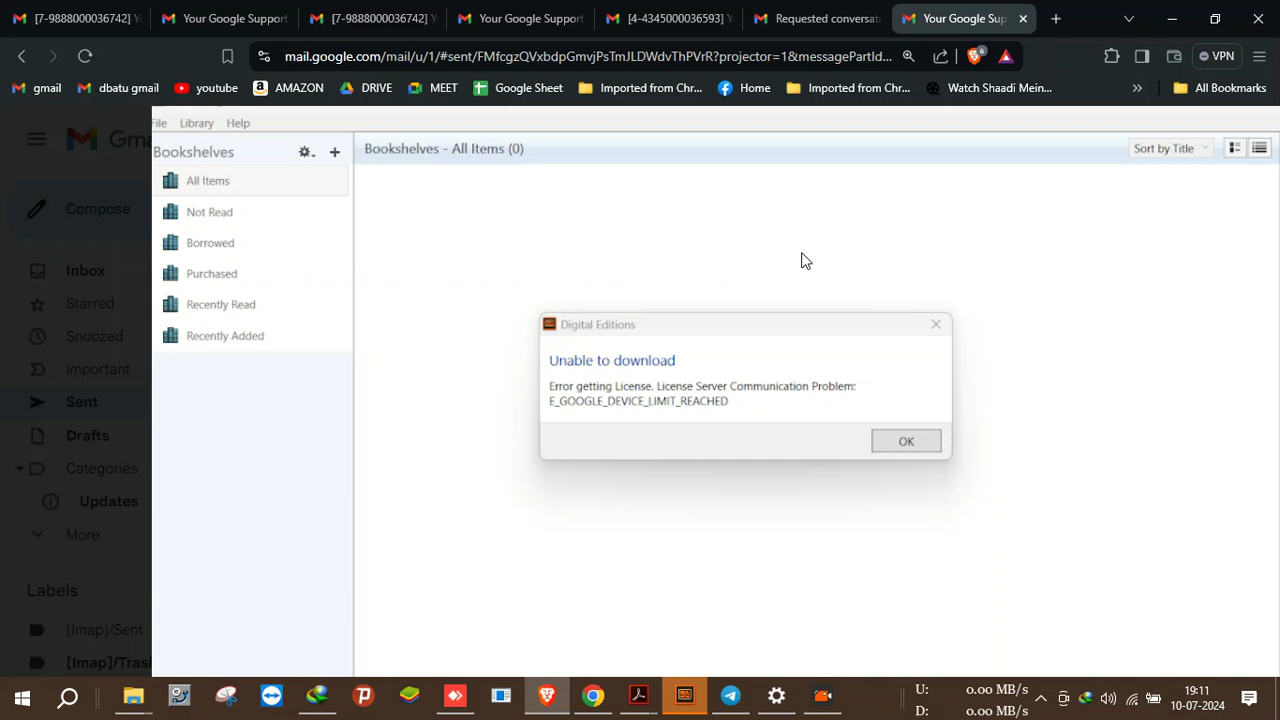 [7-9888000036742] Y
Your Google Support
[7-9888000036742] Y
Your Google Support
[4-4345000036593] Y
Requested conversat
Your Google Sup
mail.google.com/mail/u/1/#sent/FMfcgzQVxbdpGmvjPsTmJLDWdvThPVrR?projector=1&messagePartId...
6
VPN
gmail
dbatu gmail
youtube
AMAZON
DRIVE
MEET
Google Sheet
Imported from Chr...
Home
Imported from Chr...
Watch Shaadi Mein...
All Bookmarks
Gm
Compose
Inbox
Starred
Snoozed
Important
Sent
Drafts
Categories
Updates
More
Labels
[Imap]/Sent
[Imap]/Trash
File
Library
Help
Bookshelves
All Items
Not Read
Borrowed
Purchased
Recently Read
Recently Added
Bookshelves - All Items (0)
Sort by Title
Digital Editions
Unable to download
Error getting License. License Server Communication Problem:
E_GOOGLE_DEVICE_LIMIT_REACHED
OK
U: 0.00 MB/s
D: 0.00 MB/s
19:11
10-07-2024